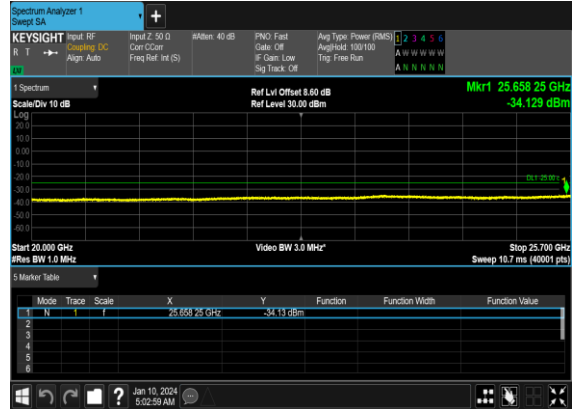 Spectrum Analyzer 1
Swept SA
+
KEYSIGHT Input: RF Input Z: 50 Ω #Atten: 40 dB PNO: Fast Avg Type: Power (RMS) 1 2 3 4 5 6
R T Coupling: DC Corr CCorr Gate: Off Avg|Hold: 100/100 A W W W W W
Align: Auto Freq Ref: Int (S) IF Gain: Low Trig: Free Run
Sig Track: Off A N N N N N
1 Spectrum Ref Lvl Offset 8.60 dB Mkr1 25.658 25 GHz
Scale/Div 10 dB Ref Level 30.00 dBm -34.129 dBm
Log
20.0
10.0
0.00
-10.0
-20.0
DL1 -25.00
-30.0
-40.0
-50.0
-60.0
Start 20.000 GHz Video BW 3.0 MHz* Stop 25.700 GHz
#Res BW 1.0 MHz Sweep 10.7 ms (40001 pts)
5 Marker Table
Mode Trace Scale X Y Function Function Width Function Value
1 N 1 f 25.658 25 GHz -34.13 dBm
2
3
4
5
6
? Jan 10, 2024
5:02:59 AM